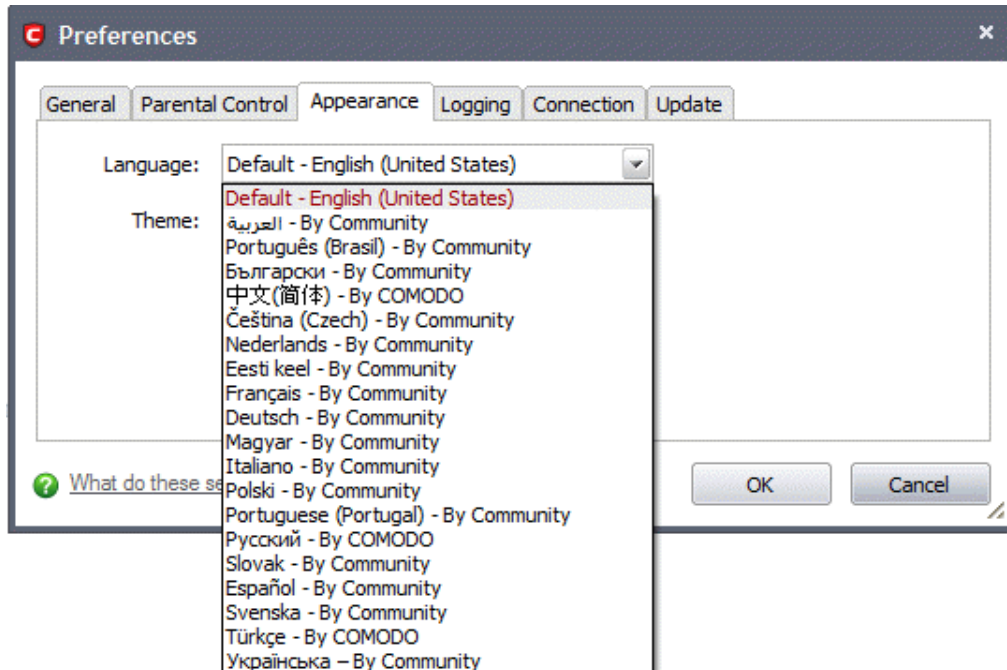 Preferences
General Parental Control Appearance Logging Connection Update
Language: Default - English (United States)
Theme:
Default - English (United States)
العربية - By Community
Português (Brasil) - By Community
Български - By Community
中文(简体) - By COMODO
Čeština (Czech) - By Community
Nederlands - By Community
Eesti keel - By Community
Français - By Community
Deutsch - By Community
Magyar - By Community
Italiano - By Community
Polski - By Community
Portuguese (Portugal) - By Community
Русский - By COMODO
Slovak - By Community
Español - By Community
Svenska - By Community
Türkçe - By COMODO
Українська – By Community
What do these se
OK Cancel